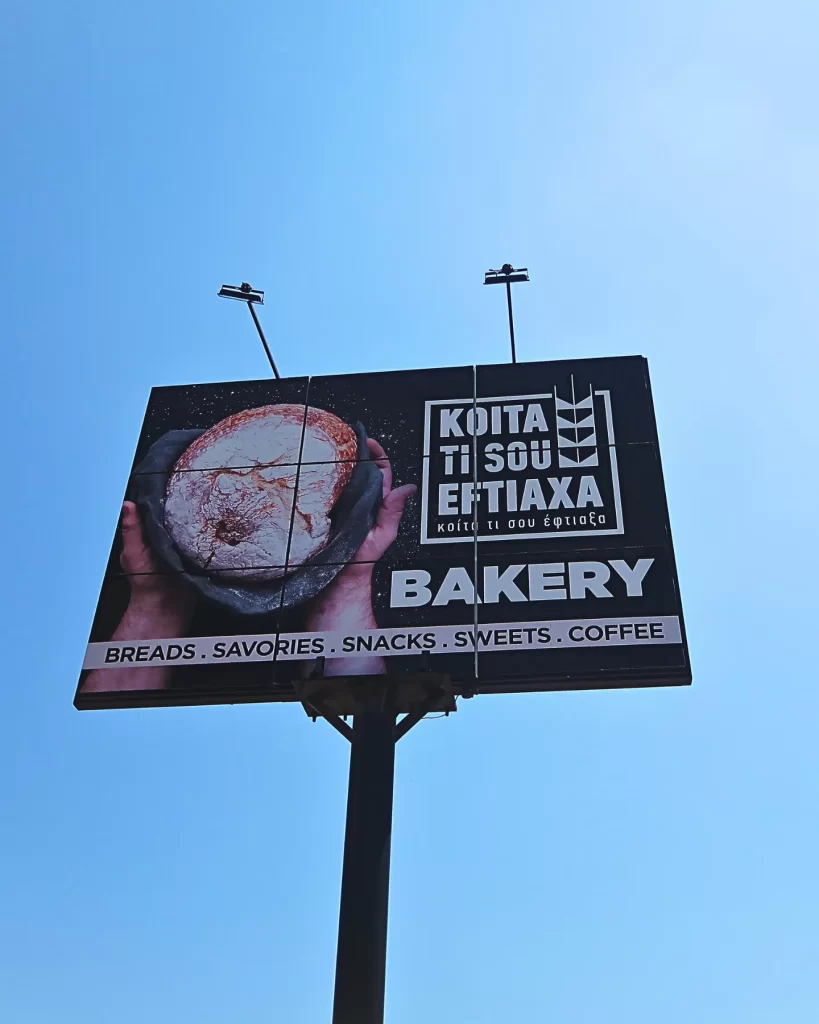 KOITA
TI SOU
EFTIAXA
κοίτα τι σου έφτιαξα
BAKERY
BREADS . SAVORIES . SNACKS . SWEETS . COFFEE